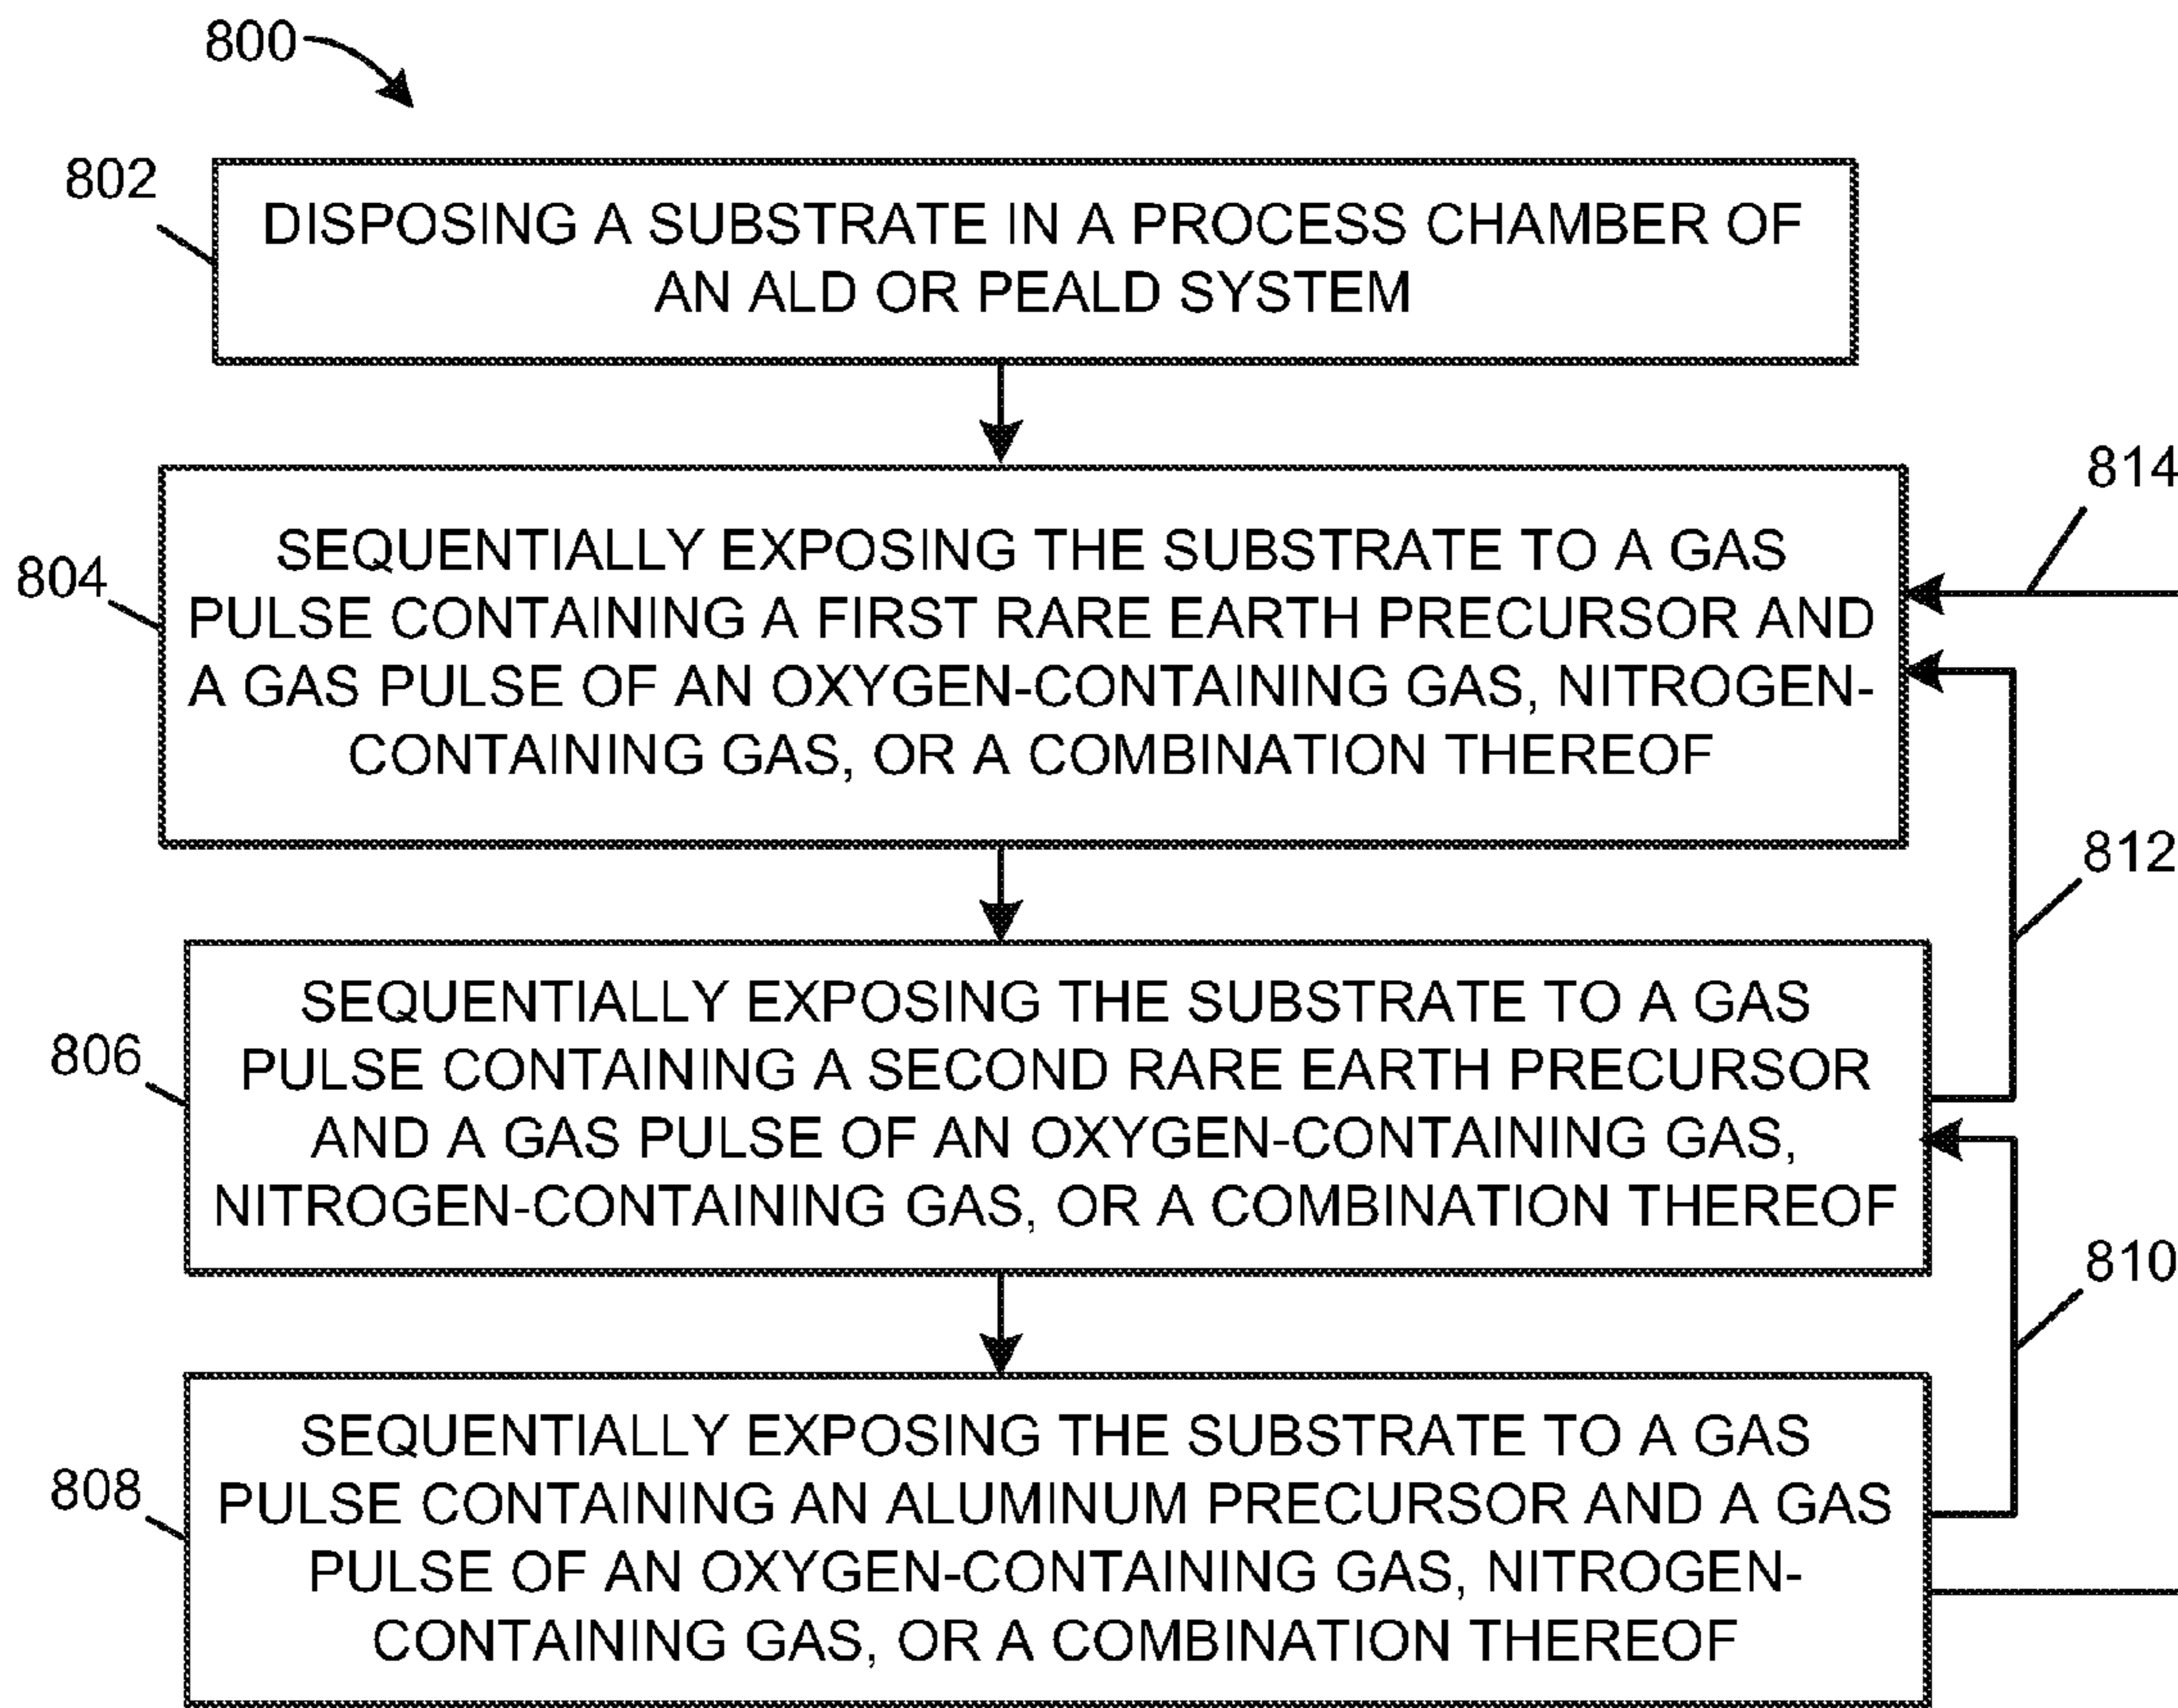 800
802
DISPOSING A SUBSTRATE IN A PROCESS CHAMBER OF
AN ALD OR PEALD SYSTEM
814
804
SEQUENTIALLY EXPOSING THE SUBSTRATE TO A GAS
PULSE CONTAINING A FIRST RARE EARTH PRECURSOR AND
A GAS PULSE OF AN OXYGEN-CONTAINING GAS, NITROGEN-
CONTAINING GAS, OR A COMBINATION THEREOF
812
806
SEQUENTIALLY EXPOSING THE SUBSTRATE TO A GAS
PULSE CONTAINING A SECOND RARE EARTH PRECURSOR
AND A GAS PULSE OF AN OXYGEN-CONTAINING GAS,
NITROGEN-CONTAINING GAS, OR A COMBINATION THEREOF
810
808
SEQUENTIALLY EXPOSING THE SUBSTRATE TO A GAS
PULSE CONTAINING AN ALUMINUM PRECURSOR AND A GAS
PULSE OF AN OXYGEN-CONTAINING GAS, NITROGEN-
CONTAINING GAS, OR A COMBINATION THEREOF